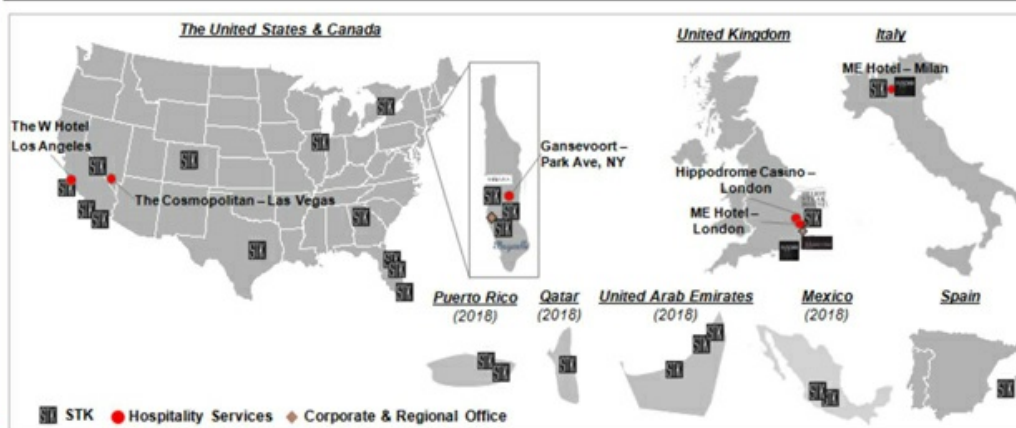 The United States & Canada
United Kingdom
Italy
ME Hotel – Milan
The W Hotel
Los Angeles
Gansevoort –
Park Ave, NY
The Cosmopolitan – Las Vegas
Hippodrome Casino –
London
ME Hotel –
London
Puerto Rico
(2018)
Qatar
(2018)
United Arab Emirates
(2018)
Mexico
(2018)
Spain
STK
Hospitality Services
Corporate & Regional Office